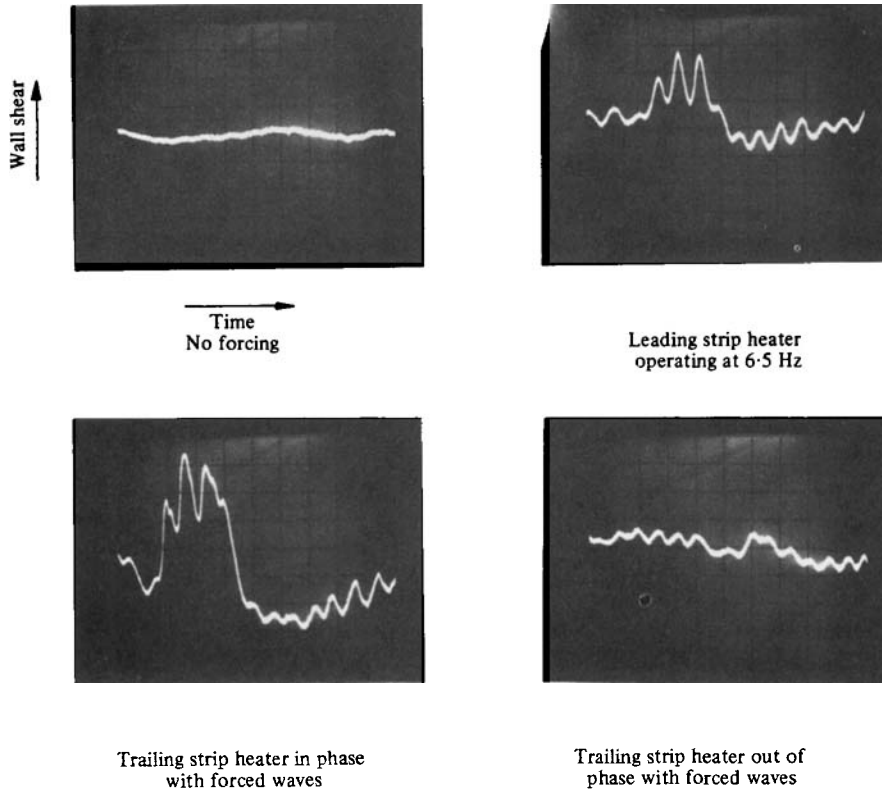 Wall shear
Time
No forcing
Leading strip heater
operating at 6·5 Hz
Trailing strip heater in phase
with forced waves
Trailing strip heater out of
phase with forced waves